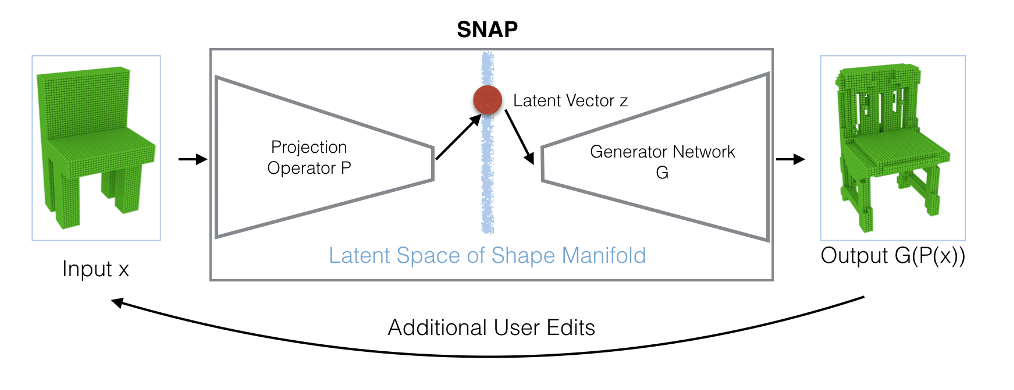 SNAP
Latent Vector z
Projection
Operator P
Generator Network
G
Latent Space of Shape Manifold
Input x
Output G(P(x))
Additional User Edits